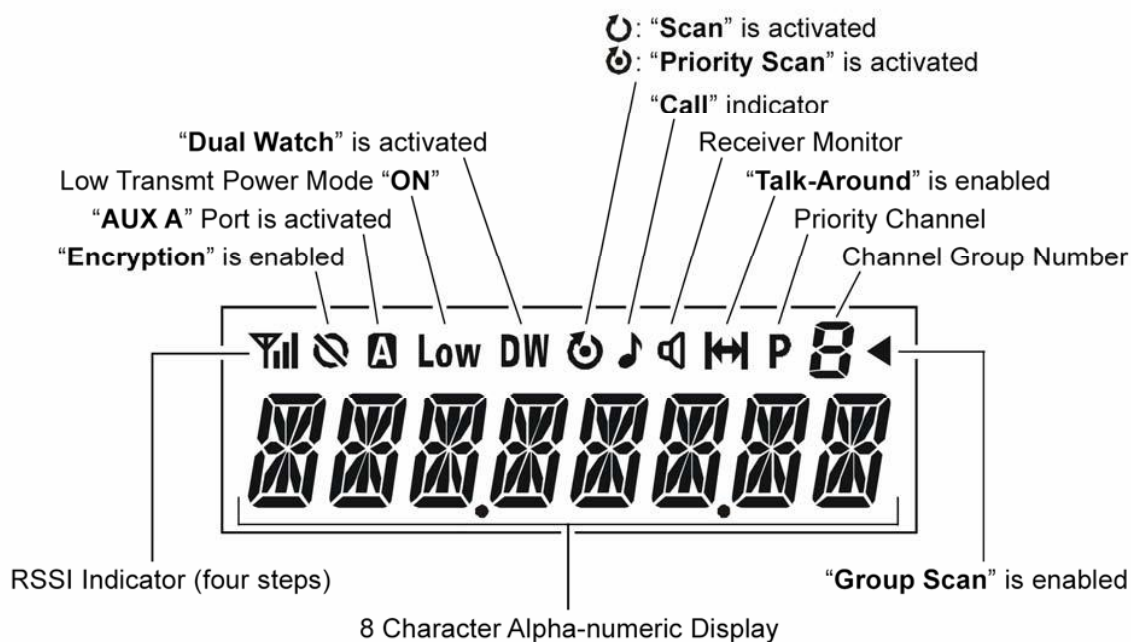 : “Scan” is activated
: “Priority Scan” is activated
“Call” indicator
“Dual Watch” is activated
Receiver Monitor
Low Transmt Power Mode “ON”
“Talk-Around” is enabled
“AUX A” Port is activated
Priority Channel
“Encryption” is enabled
Channel Group Number
A Low DW P 8
RSSI Indicator (four steps)
“Group Scan” is enabled
8 Character Alpha-numeric Display